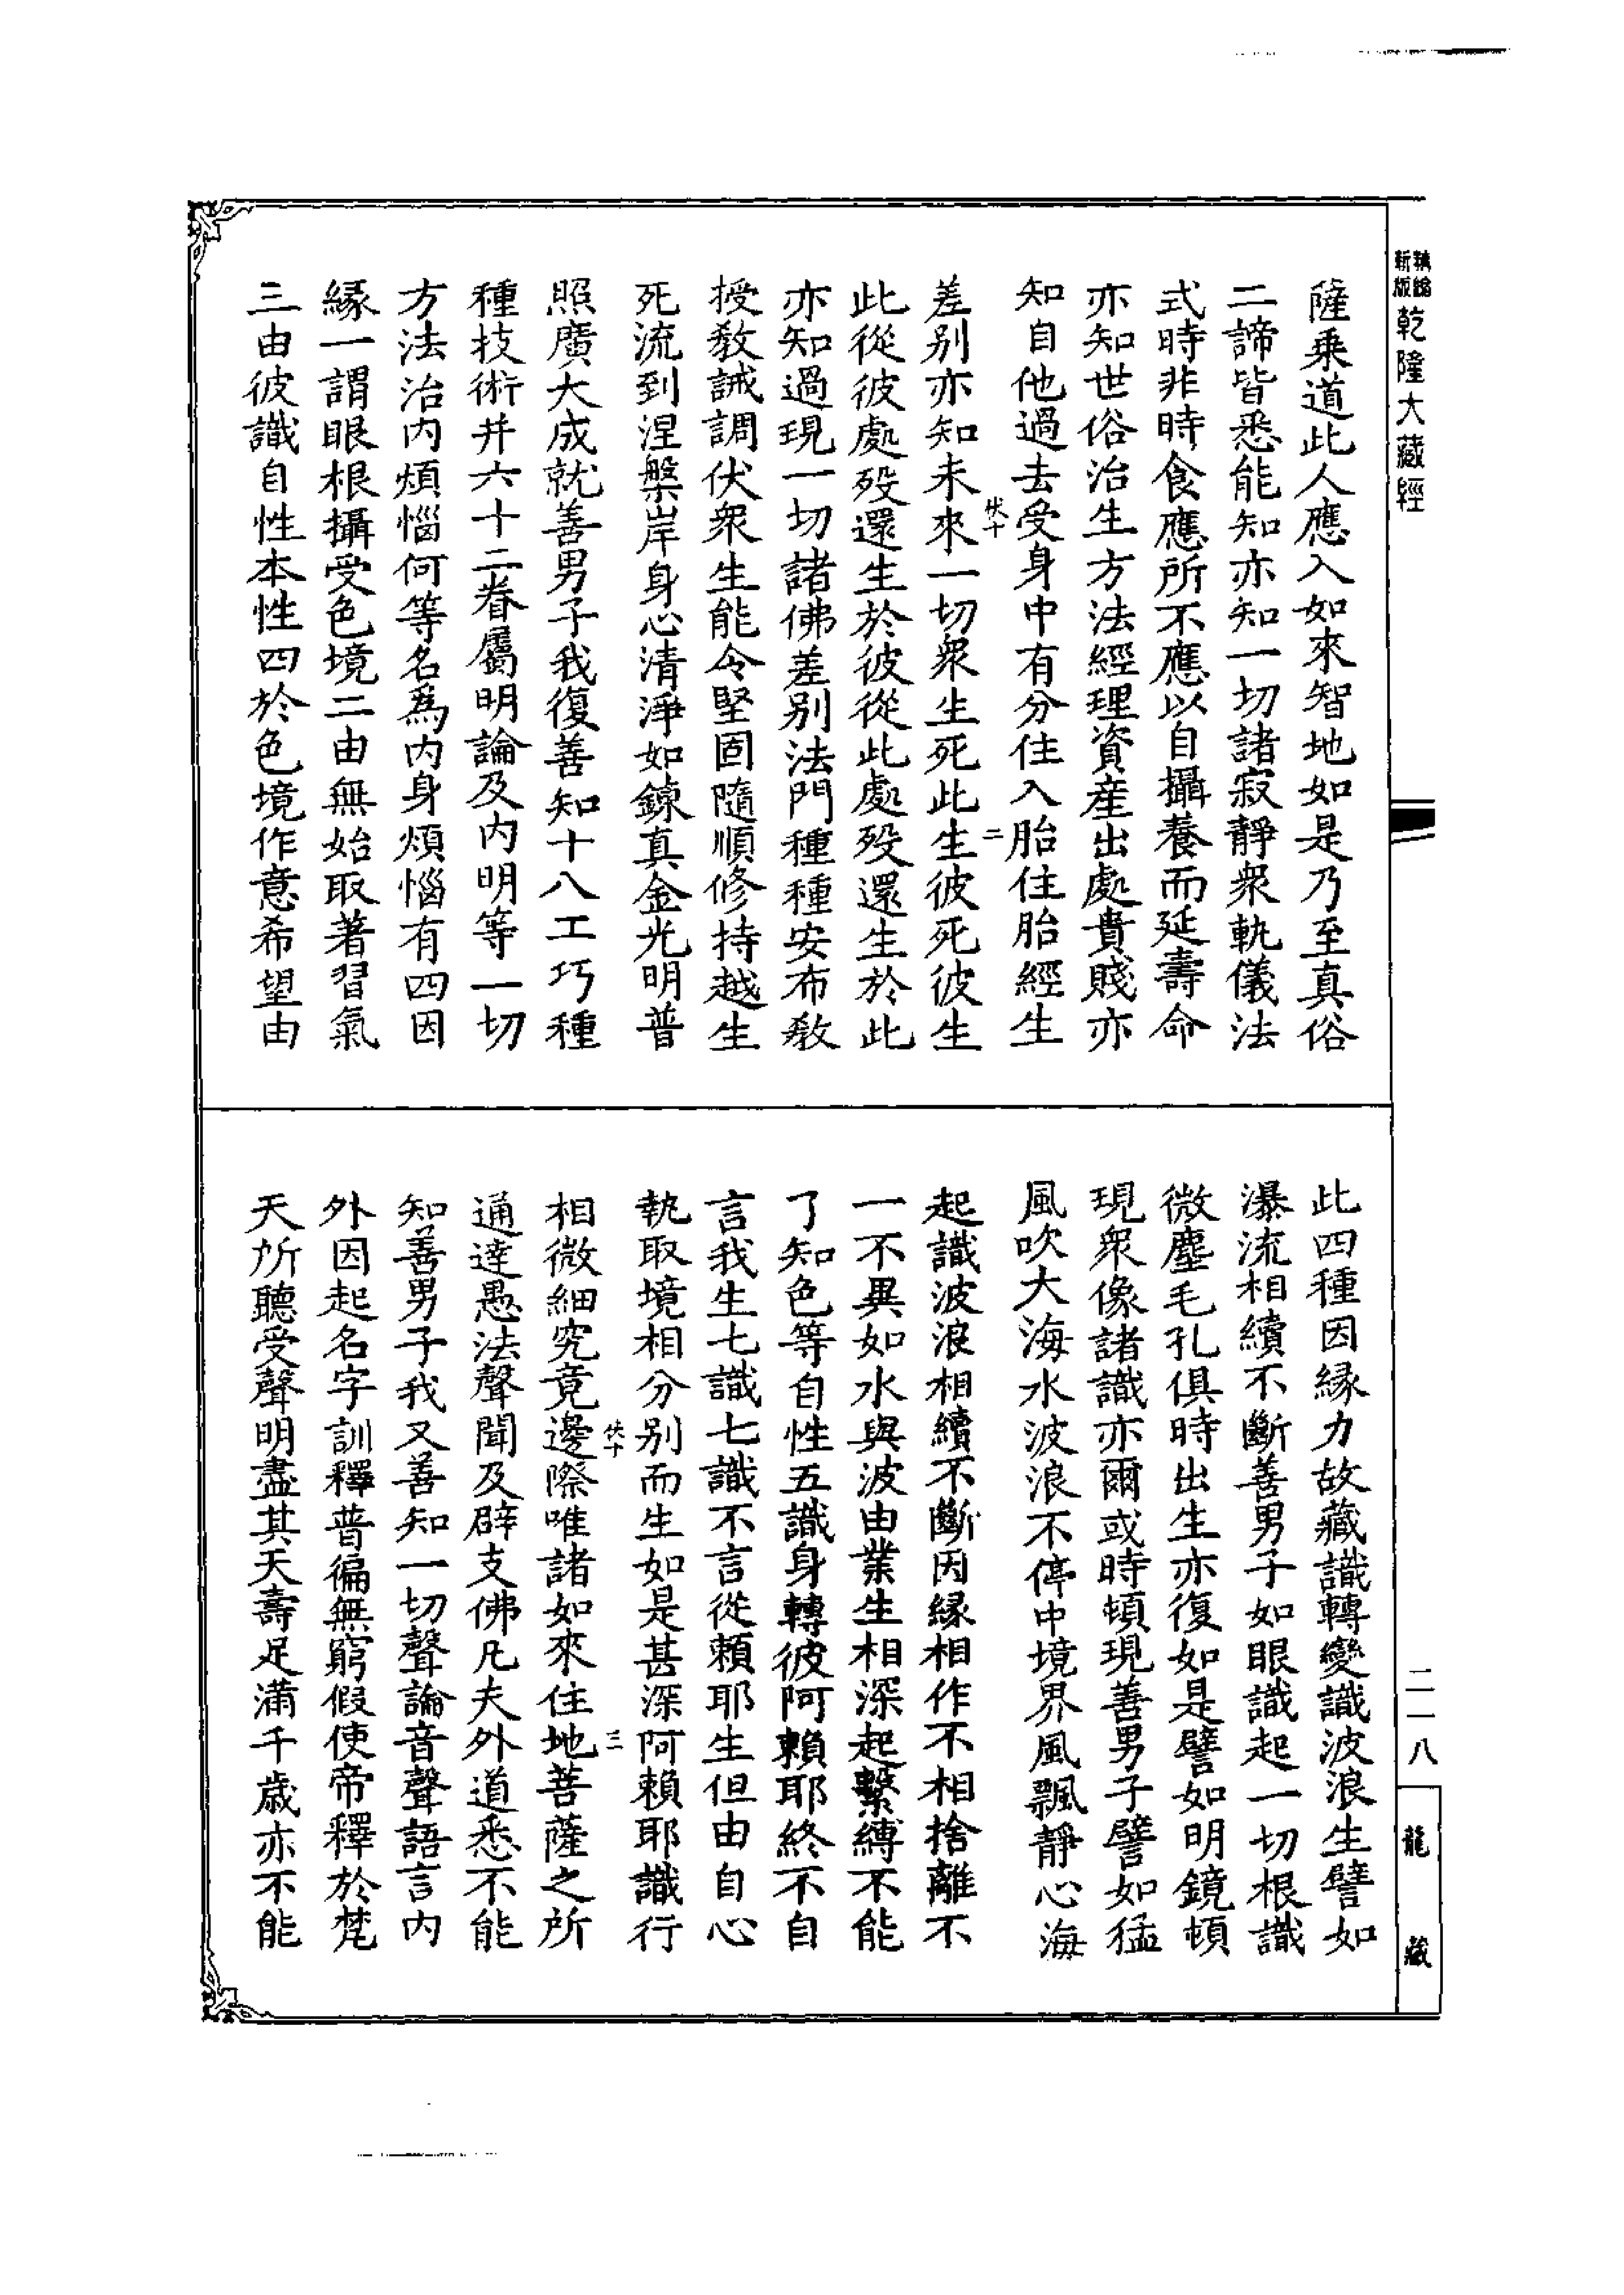 新版
乾隆大藏經
薩乘道此人應入如來智地如是乃至真俗
二諦皆悉能知亦知一切諸寂靜衆軌儀法
式時非時食應所不應以自攝養而延壽命
亦知世俗治生方法經理資産出處貴賤亦
知自他過去受身中有分住入胎住胎經生
差别亦知未來一切衆生死此生彼死彼生
此從彼處殁還生於彼從此處殁還生於此
亦知過現一切諸佛差别法門種種安布敎
授敎誡調伏衆生能令堅固隨順修持越生
死流到涅槃岸身心清淨如鍊真金光明普
照廣大成就善男子我復善知十八工巧種
種技術并六十二眷屬明論及内明等一切
方法治内煩惱何等名爲内身煩惱有四因
緣一謂眼根攝受色境二由無始取著習氣
三由彼識自性本性四於色境作意希望由
二
此四種因緣力故藏識轉變識波浪生譬如
瀑流相續不斷善男子如眼識起一切根識
微塵毛孔俱時出生亦復如是譬如明鏡頓
現衆像諸識亦爾或時頓現善男子譬如猛
風吹大海水波浪不停由境界風飄靜心海
起識波浪相續不斷因緣相作不相捨離不
一不異如水與波由業生相深起繫縛不能
了知色等自性五識身轉彼阿賴耶終不自
言我生七識七識不言從賴耶生但由自心
執取境相分别而生如是甚深阿賴耶識行
相微細究竟邊際唯諸如來住地菩薩之所
通達愚法聲聞及辟支佛凡夫外道悉不能
知善男子我又善知一切聲論音聲語言内
外因起名字訓釋普徧無窮假使帝釋於梵
天所聽受聲明盡其天壽足滿千歲亦不能
三
二一八
龍藏